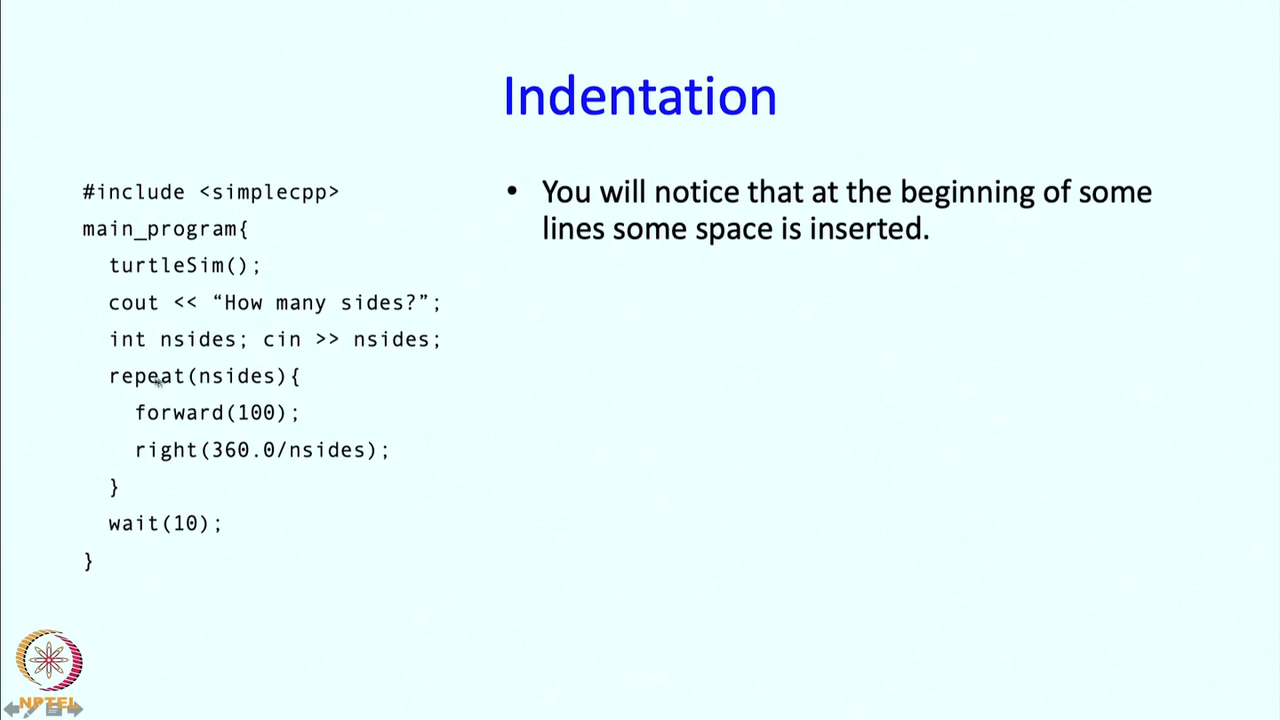 Indentation
#include <simplecpp>
main_program{
  turtleSim();
  cout << “How many sides?”;
  int nsides; cin >> nsides;
  repeat(nsides){
    forward(100);
    right(360.0/nsides);
  }
  wait(10);
}
• You will notice that at the beginning of some
lines some space is inserted.
NPTEL